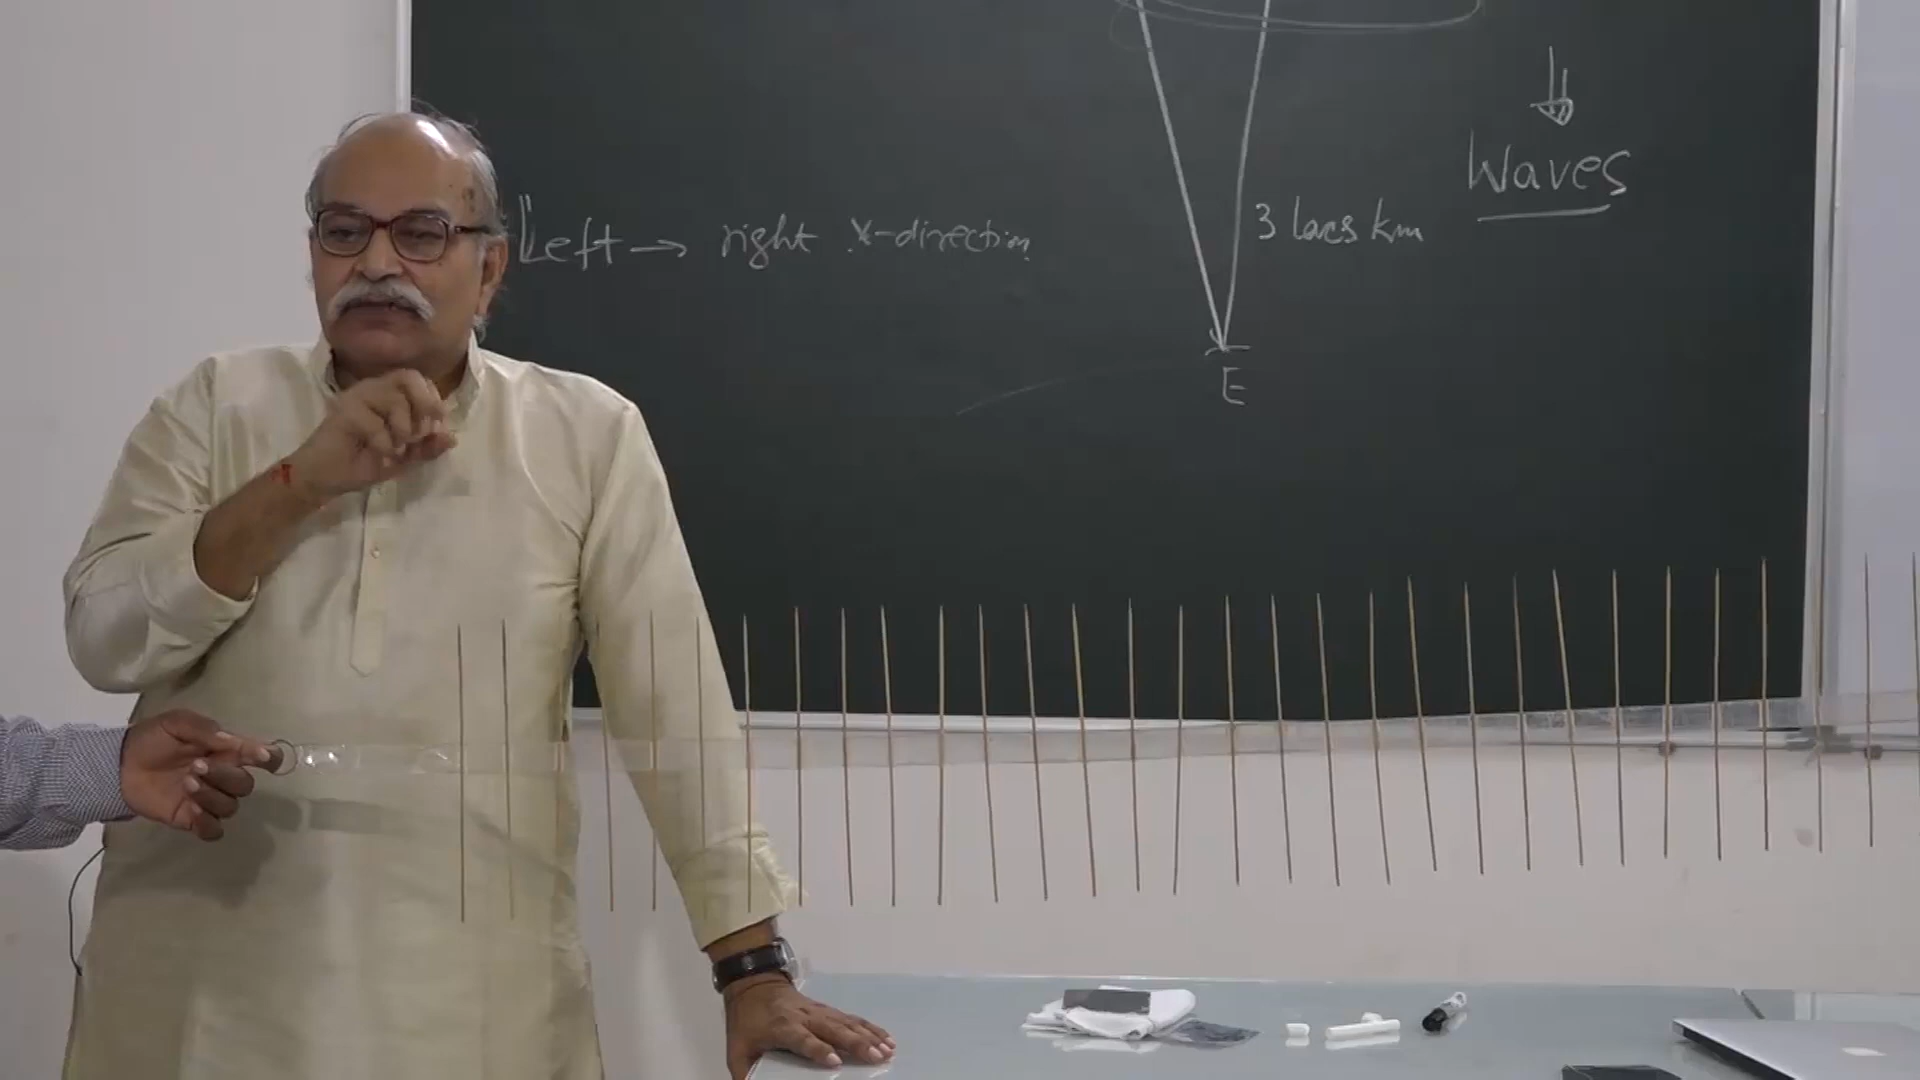 Left → right X-direction
3 lacs km
Waves
E